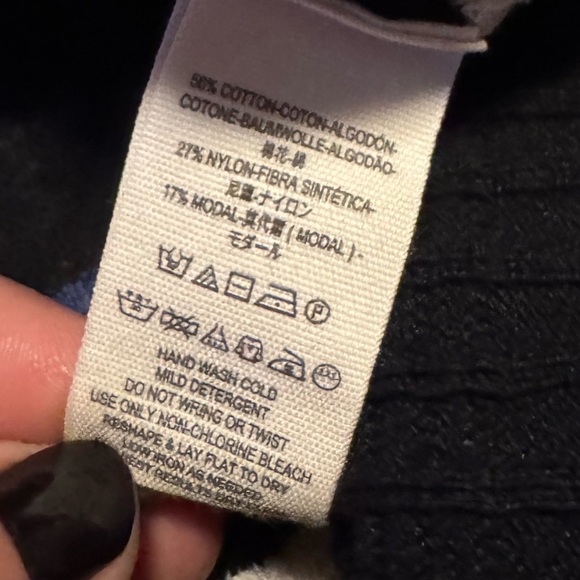 56% COTTON-COTON-ALGODÓN-
COTONE-BAUMWOLLE-ALGODÃO-
棉花-綿
27% NYLON-FIBRA SINTÉTICA-
尼龍-ナイロン
17% MODAL-莫代爾 ( MODAL ) -
モダール
P
HAND WASH COLD
MILD DETERGENT
DO NOT WRING OR TWIST
USE ONLY NON-CHLORINE BLEACH
RESHAPE & LAY FLAT TO DRY
IRON AS NEEDED
RESULTS